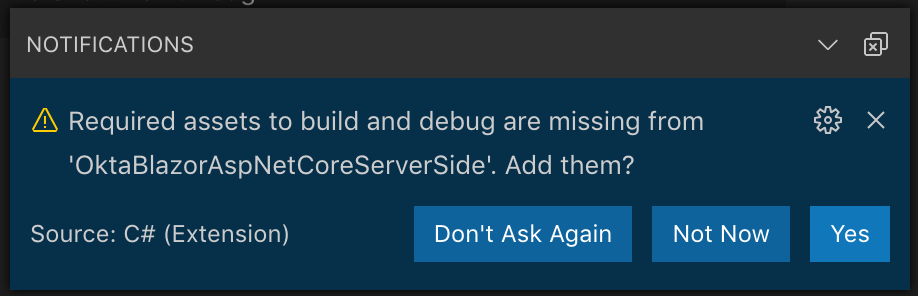 NOTIFICATIONS
Required assets to build and debug are missing from
'OktaBlazorAspNetCoreServerSide'. Add them?
Source: C# (Extension)
Don't Ask Again
Not Now
Yes